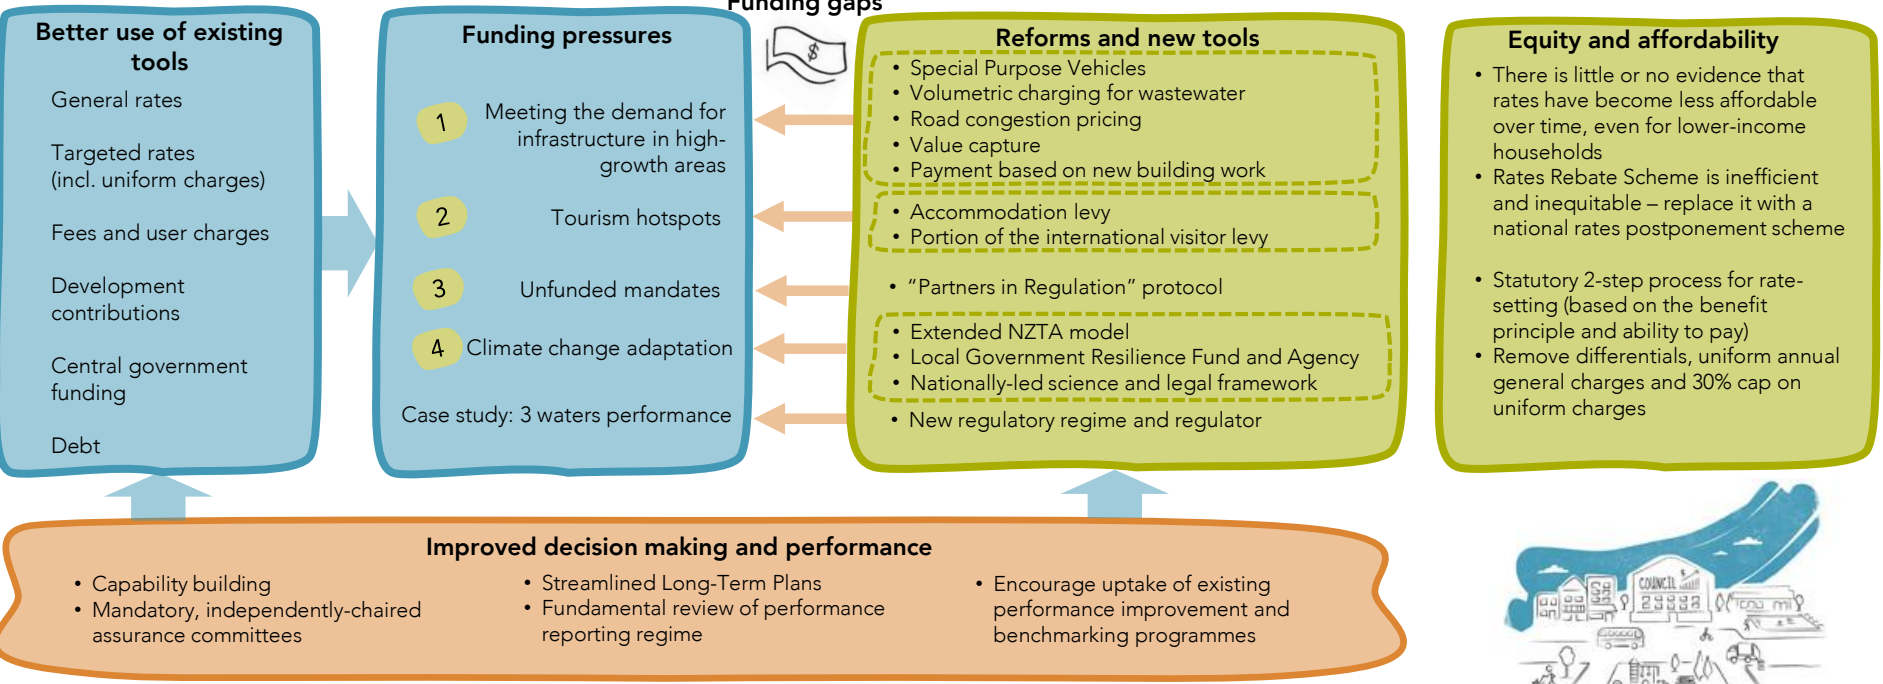 Funding gaps
Better use of existing
tools
General rates
Targeted rates
(incl. uniform charges)
Fees and user charges
Development
contributions
Central government
funding
Debt
Funding pressures
1
Meeting the demand for
infrastructure in high-
growth areas
2
Tourism hotspots
3
Unfunded mandates
4
Climate change adaptation
Case study: 3 waters performance
$
Reforms and new tools
• Special Purpose Vehicles
• Volumetric charging for wastewater
• Road congestion pricing
• Value capture
• Payment based on new building work
• Accommodation levy
• Portion of the international visitor levy
• “Partners in Regulation” protocol
• Extended NZTA model
• Local Government Resilience Fund and Agency
• Nationally-led science and legal framework
• New regulatory regime and regulator
Equity and affordability
• There is little or no evidence that
rates have become less affordable
over time, even for lower-income
households
• Rates Rebate Scheme is inefficient
and inequitable – replace it with a
national rates postponement scheme
• Statutory 2-step process for rate-
setting (based on the benefit
principle and ability to pay)
• Remove differentials, uniform annual
general charges and 30% cap on
uniform charges
Improved decision making and performance
• Capability building
• Mandatory, independently-chaired
assurance committees
• Streamlined Long-Term Plans
• Fundamental review of performance
reporting regime
• Encourage uptake of existing
performance improvement and
benchmarking programmes
COUNCIL